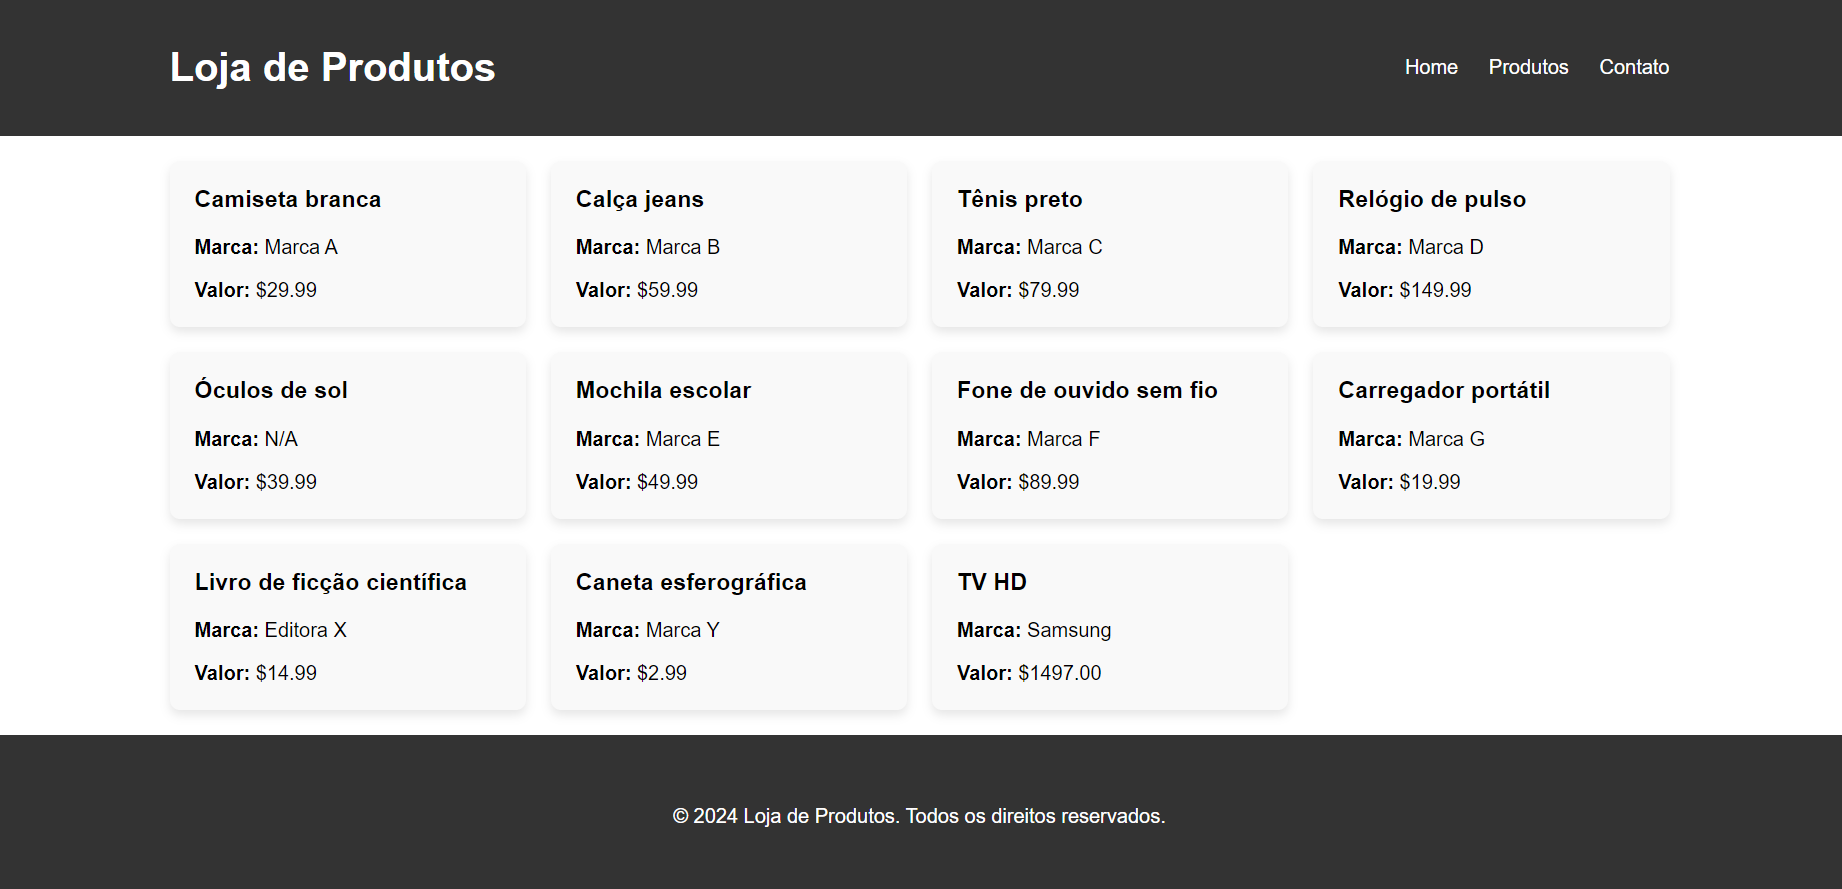 Loja de Produtos
Home Produtos Contato
Camiseta branca
Marca: Marca A
Valor: $29.99
Calça jeans
Marca: Marca B
Valor: $59.99
Tênis preto
Marca: Marca C
Valor: $79.99
Relógio de pulso
Marca: Marca D
Valor: $149.99
Óculos de sol
Marca: N/A
Valor: $39.99
Mochila escolar
Marca: Marca E
Valor: $49.99
Fone de ouvido sem fio
Marca: Marca F
Valor: $89.99
Carregador portátil
Marca: Marca G
Valor: $19.99
Livro de ficção científica
Marca: Editora X
Valor: $14.99
Caneta esferográfica
Marca: Marca Y
Valor: $2.99
TV HD
Marca: Samsung
Valor: $1497.00
© 2024 Loja de Produtos. Todos os direitos reservados.